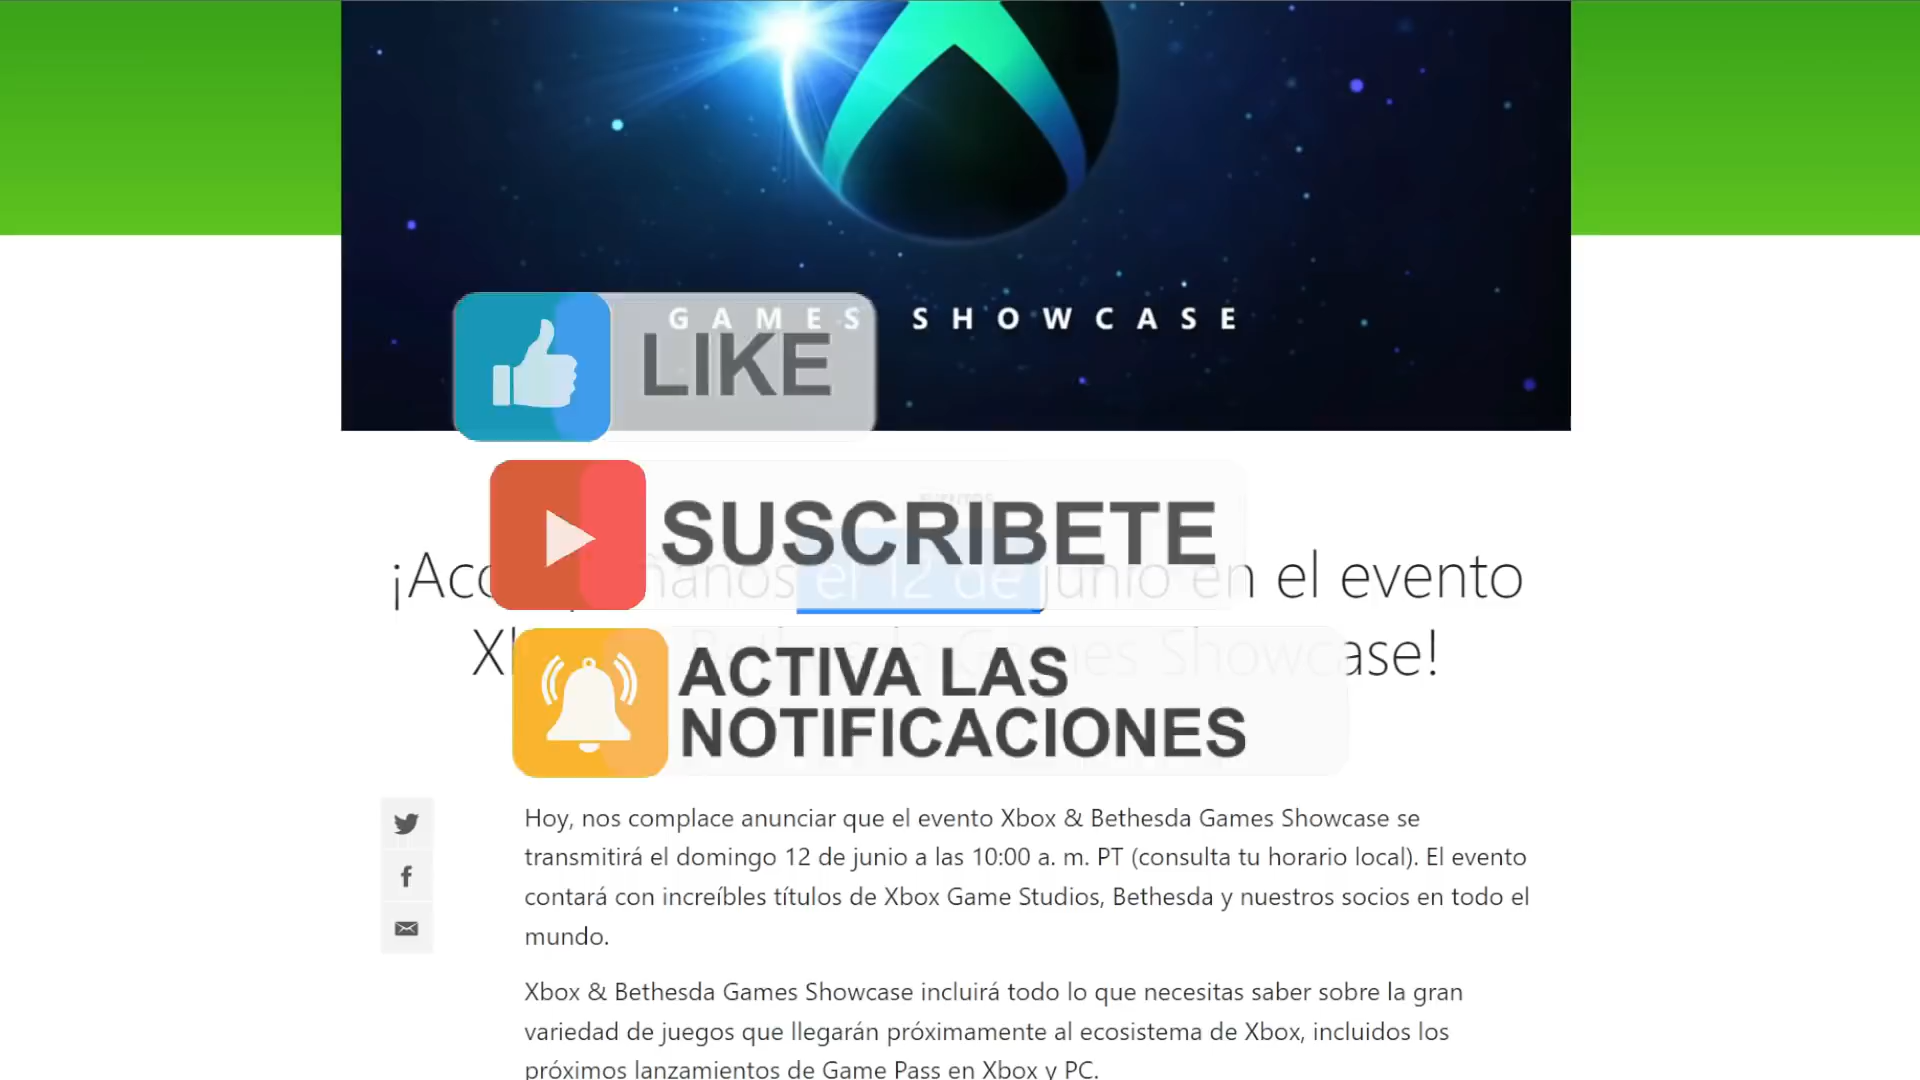 GAMES SHOWCASE
LIKE
SUSCRIBETE
¡Aco ñanos el 12 de junio en el evento
Showcase!
ACTIVA LAS
NOTIFICACIONES
Hoy, nos complace anunciar que el evento Xbox & Bethesda Games Showcase se
transmitirá el domingo 12 de junio a las 10:00 a. m. PT (consulta tu horario local). El evento
contará con increíbles títulos de Xbox Game Studios, Bethesda y nuestros socios en todo el
mundo.
Xbox & Bethesda Games Showcase incluirá todo lo que necesitas saber sobre la gran
variedad de juegos que llegarán próximamente al ecosistema de Xbox, incluidos los
próximos lanzamientos de Game Pass en Xbox y PC.